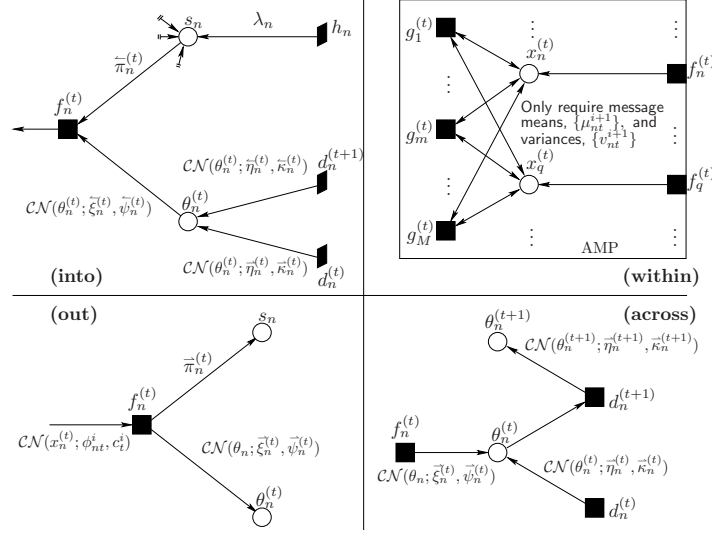 s_n
λ_n
h_n
π⃖_n^(t)
f_n^(t)
CN(θ_n^(t); η⃖_n^(t), κ⃖_n^(t))
d_n^(t+1)
CN(θ_n^(t); ξ⃖_n^(t), ψ⃖_n^(t))
θ_n^(t)
CN(θ_n^(t); η⃗_n^(t), κ⃗_n^(t))
d_n^(t)
(into)
g_1^(t)
x_n^(t)
f_n^(t)
Only require message
means, {μ_nt^i+1}, and
variances, {v_nt^i+1}
g_m^(t)
x_q^(t)
f_q^(t)
g_M^(t)
AMP
(within)
(out)
s_n
π⃗_n^(t)
f_n^(t)
CN(x_n^(t); φ_nt^i, c_t^i)
CN(θ_n; ξ⃗_n^(t), ψ⃗_n^(t))
θ_n^(t)
(across)
θ_n^(t+1)
CN(θ_n^(t+1); η⃗_n^(t+1), κ⃗_n^(t+1))
d_n^(t+1)
f_n^(t)
θ_n^(t)
CN(θ_n; ξ⃗_n^(t), ψ⃗_n^(t))
CN(θ_n^(t); η⃗_n^(t), κ⃗_n^(t))
d_n^(t)